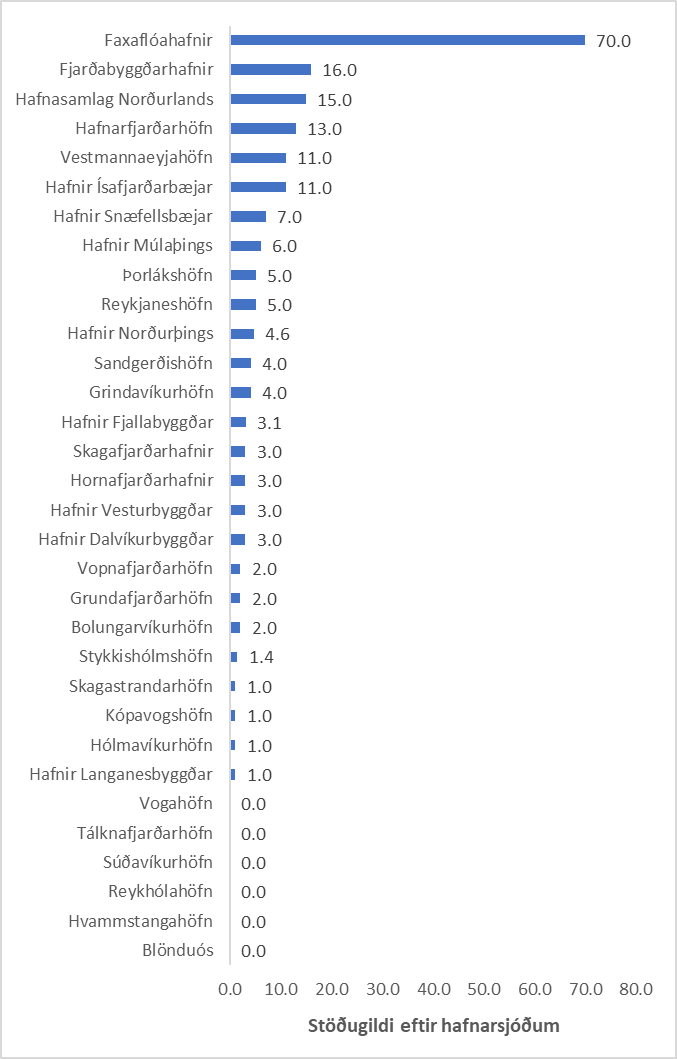 Faxaflóahafnir 70.0
Fjarðabyggðarhafnir 16.0
Hafnasamlag Norðurlands 15.0
Hafnarfjarðarhöfn 13.0
Vestmannaeyjahöfn 11.0
Hafnir Ísafjarðarbæjar 11.0
Hafnir Snæfellsbæjar 7.0
Hafnir Múlaþings 6.0
Þorlákshöfn 5.0
Reykjaneshöfn 5.0
Hafnir Norðurþings 4.6
Sandgerðishöfn 4.0
Grindavíkurhöfn 4.0
Hafnir Fjallabyggðar 3.1
Skagafjarðarhafnir 3.0
Hornafjarðarhafnir 3.0
Hafnir Vesturbyggðar 3.0
Hafnir Dalvíkurbyggðar 3.0
Vopnafjarðarhöfn 2.0
Grundafjarðarhöfn 2.0
Bolungarvíkurhöfn 2.0
Stykkishólmshöfn 1.4
Skagastrandarhöfn 1.0
Kópavogshöfn 1.0
Hólmavíkurhöfn 1.0
Hafnir Langanesbyggðar 1.0
Vogahöfn 0.0
Tálknafjarðarhöfn 0.0
Súðavíkurhöfn 0.0
Reykhólahöfn 0.0
Hvammstangahöfn 0.0
Blönduós 0.0
0.0 10.0 20.0 30.0 40.0 50.0 60.0 70.0 80.0
Stöðugildi eftir hafnarsjóðum